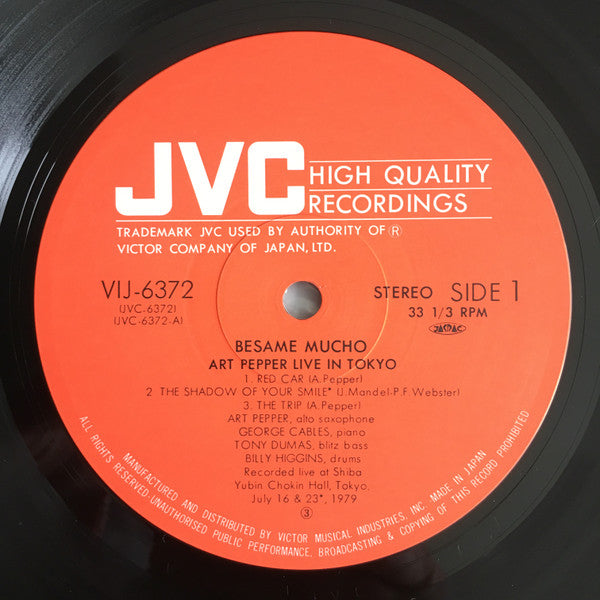 JVC HIGH QUALITY
RECORDINGS
TRADEMARK JVC USED BY AUTHORITY OF Ⓡ
VICTOR COMPANY OF JAPAN, LTD.
VIJ-6372
(JVC-6372)
(JVC-6372-A)
STEREO SIDE 1
33 1/3 RPM
JASRAC
BESAME MUCHO
ART PEPPER LIVE IN TOKYO
1. RED CAR (A. Pepper)
2 THE SHADOW OF YOUR SMILE* (J. Mandel-P.F. Webster)
3. THE TRIP (A. Pepper)
ART PEPPER, alto saxophone
GEORGE CABLES, piano
TONY DUMAS, blitz bass
BILLY HIGGINS, drums
Recorded live at Shiba
Yubin Chokin Hall, Tokyo.
July 16 & 23*, 1979
③
MANUFACTURED AND DISTRIBUTED BY VICTOR MUSICAL INDUSTRIES, INC. MADE IN JAPAN
ALL RIGHTS RESERVED. UNAUTHORISED PUBLIC PERFORMANCE, BROADCASTING & COPYING OF THIS RECORD PROHIBITED